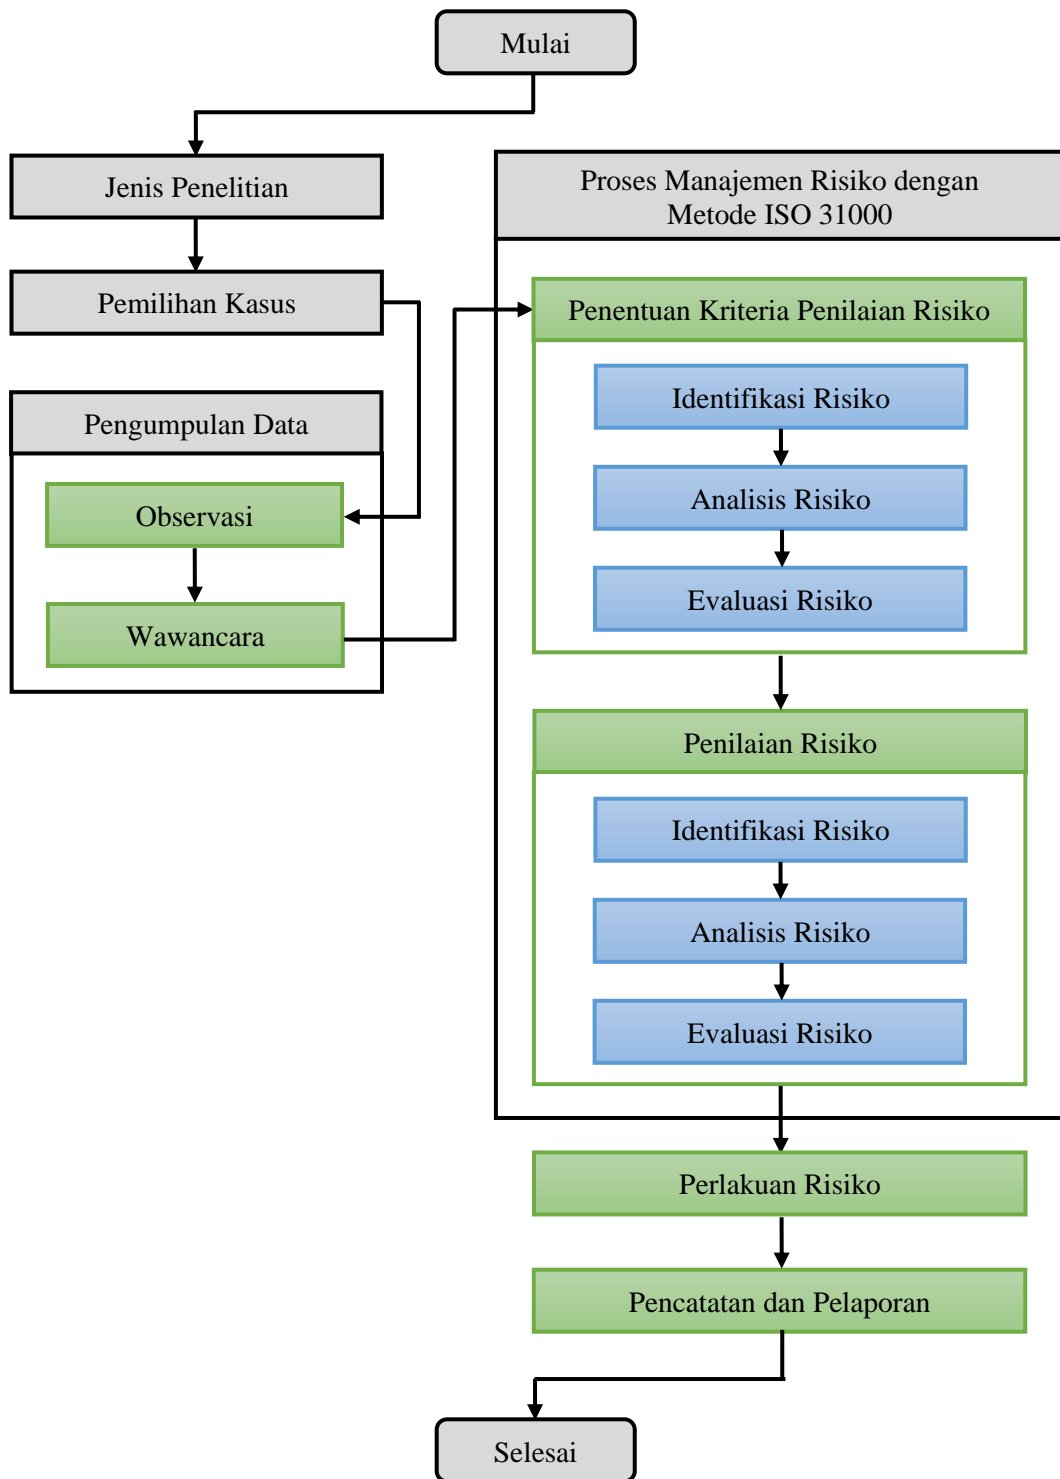 Mulai
Jenis Penelitian
Pemilihan Kasus
Pengumpulan Data
Observasi
Wawancara
Proses Manajemen Risiko dengan
Metode ISO 31000
Penentuan Kriteria Penilaian Risiko
Identifikasi Risiko
Analisis Risiko
Evaluasi Risiko
Penilaian Risiko
Identifikasi Risiko
Analisis Risiko
Evaluasi Risiko
Perlakuan Risiko
Pencatatan dan Pelaporan
Selesai